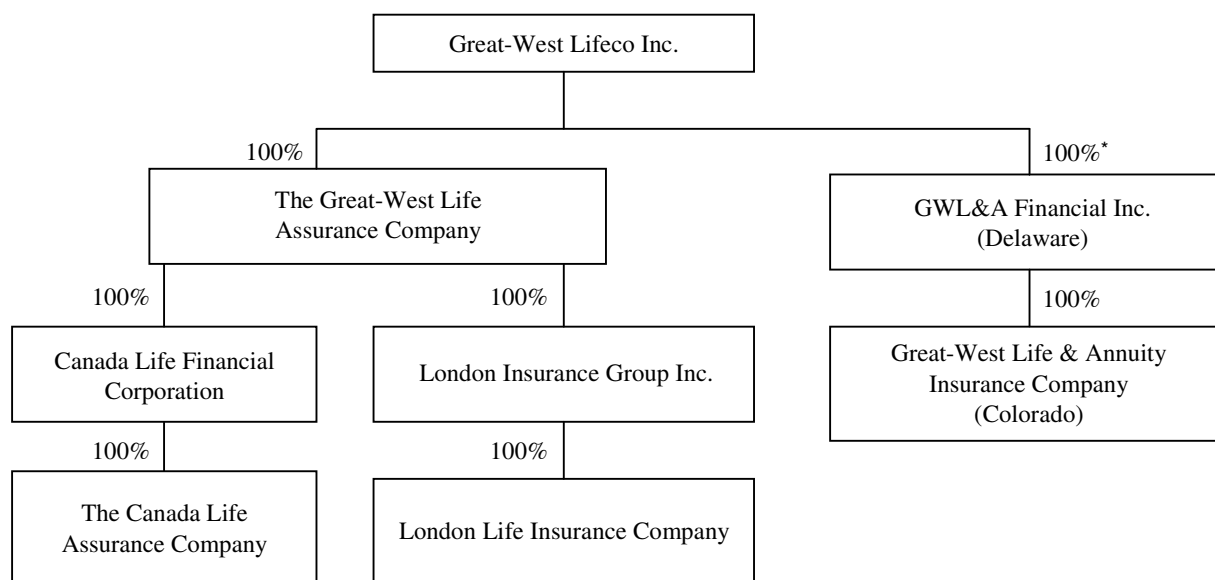 Great-West Lifeco Inc.
100%
100%*
The Great-West Life
Assurance Company
GWL&A Financial Inc.
(Delaware)
100%
100%
100%
Canada Life Financial
Corporation
London Insurance Group Inc.
Great-West Life & Annuity
Insurance Company
(Colorado)
100%
100%
The Canada Life
Assurance Company
London Life Insurance Company